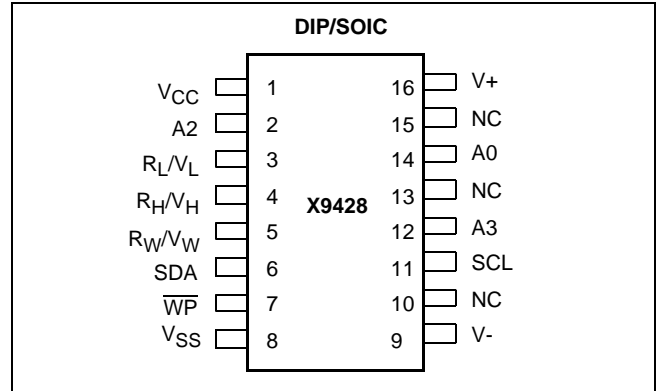 DIP/SOIC
VCC 1 16 V+
A2 2 15 NC
RL/VL 3 14 A0
RH/VH 4 X9428 13 NC
RW/VW 5 12 A3
SDA 6 11 SCL
W̅P̅ 7 10 NC
VSS 8 9 V-